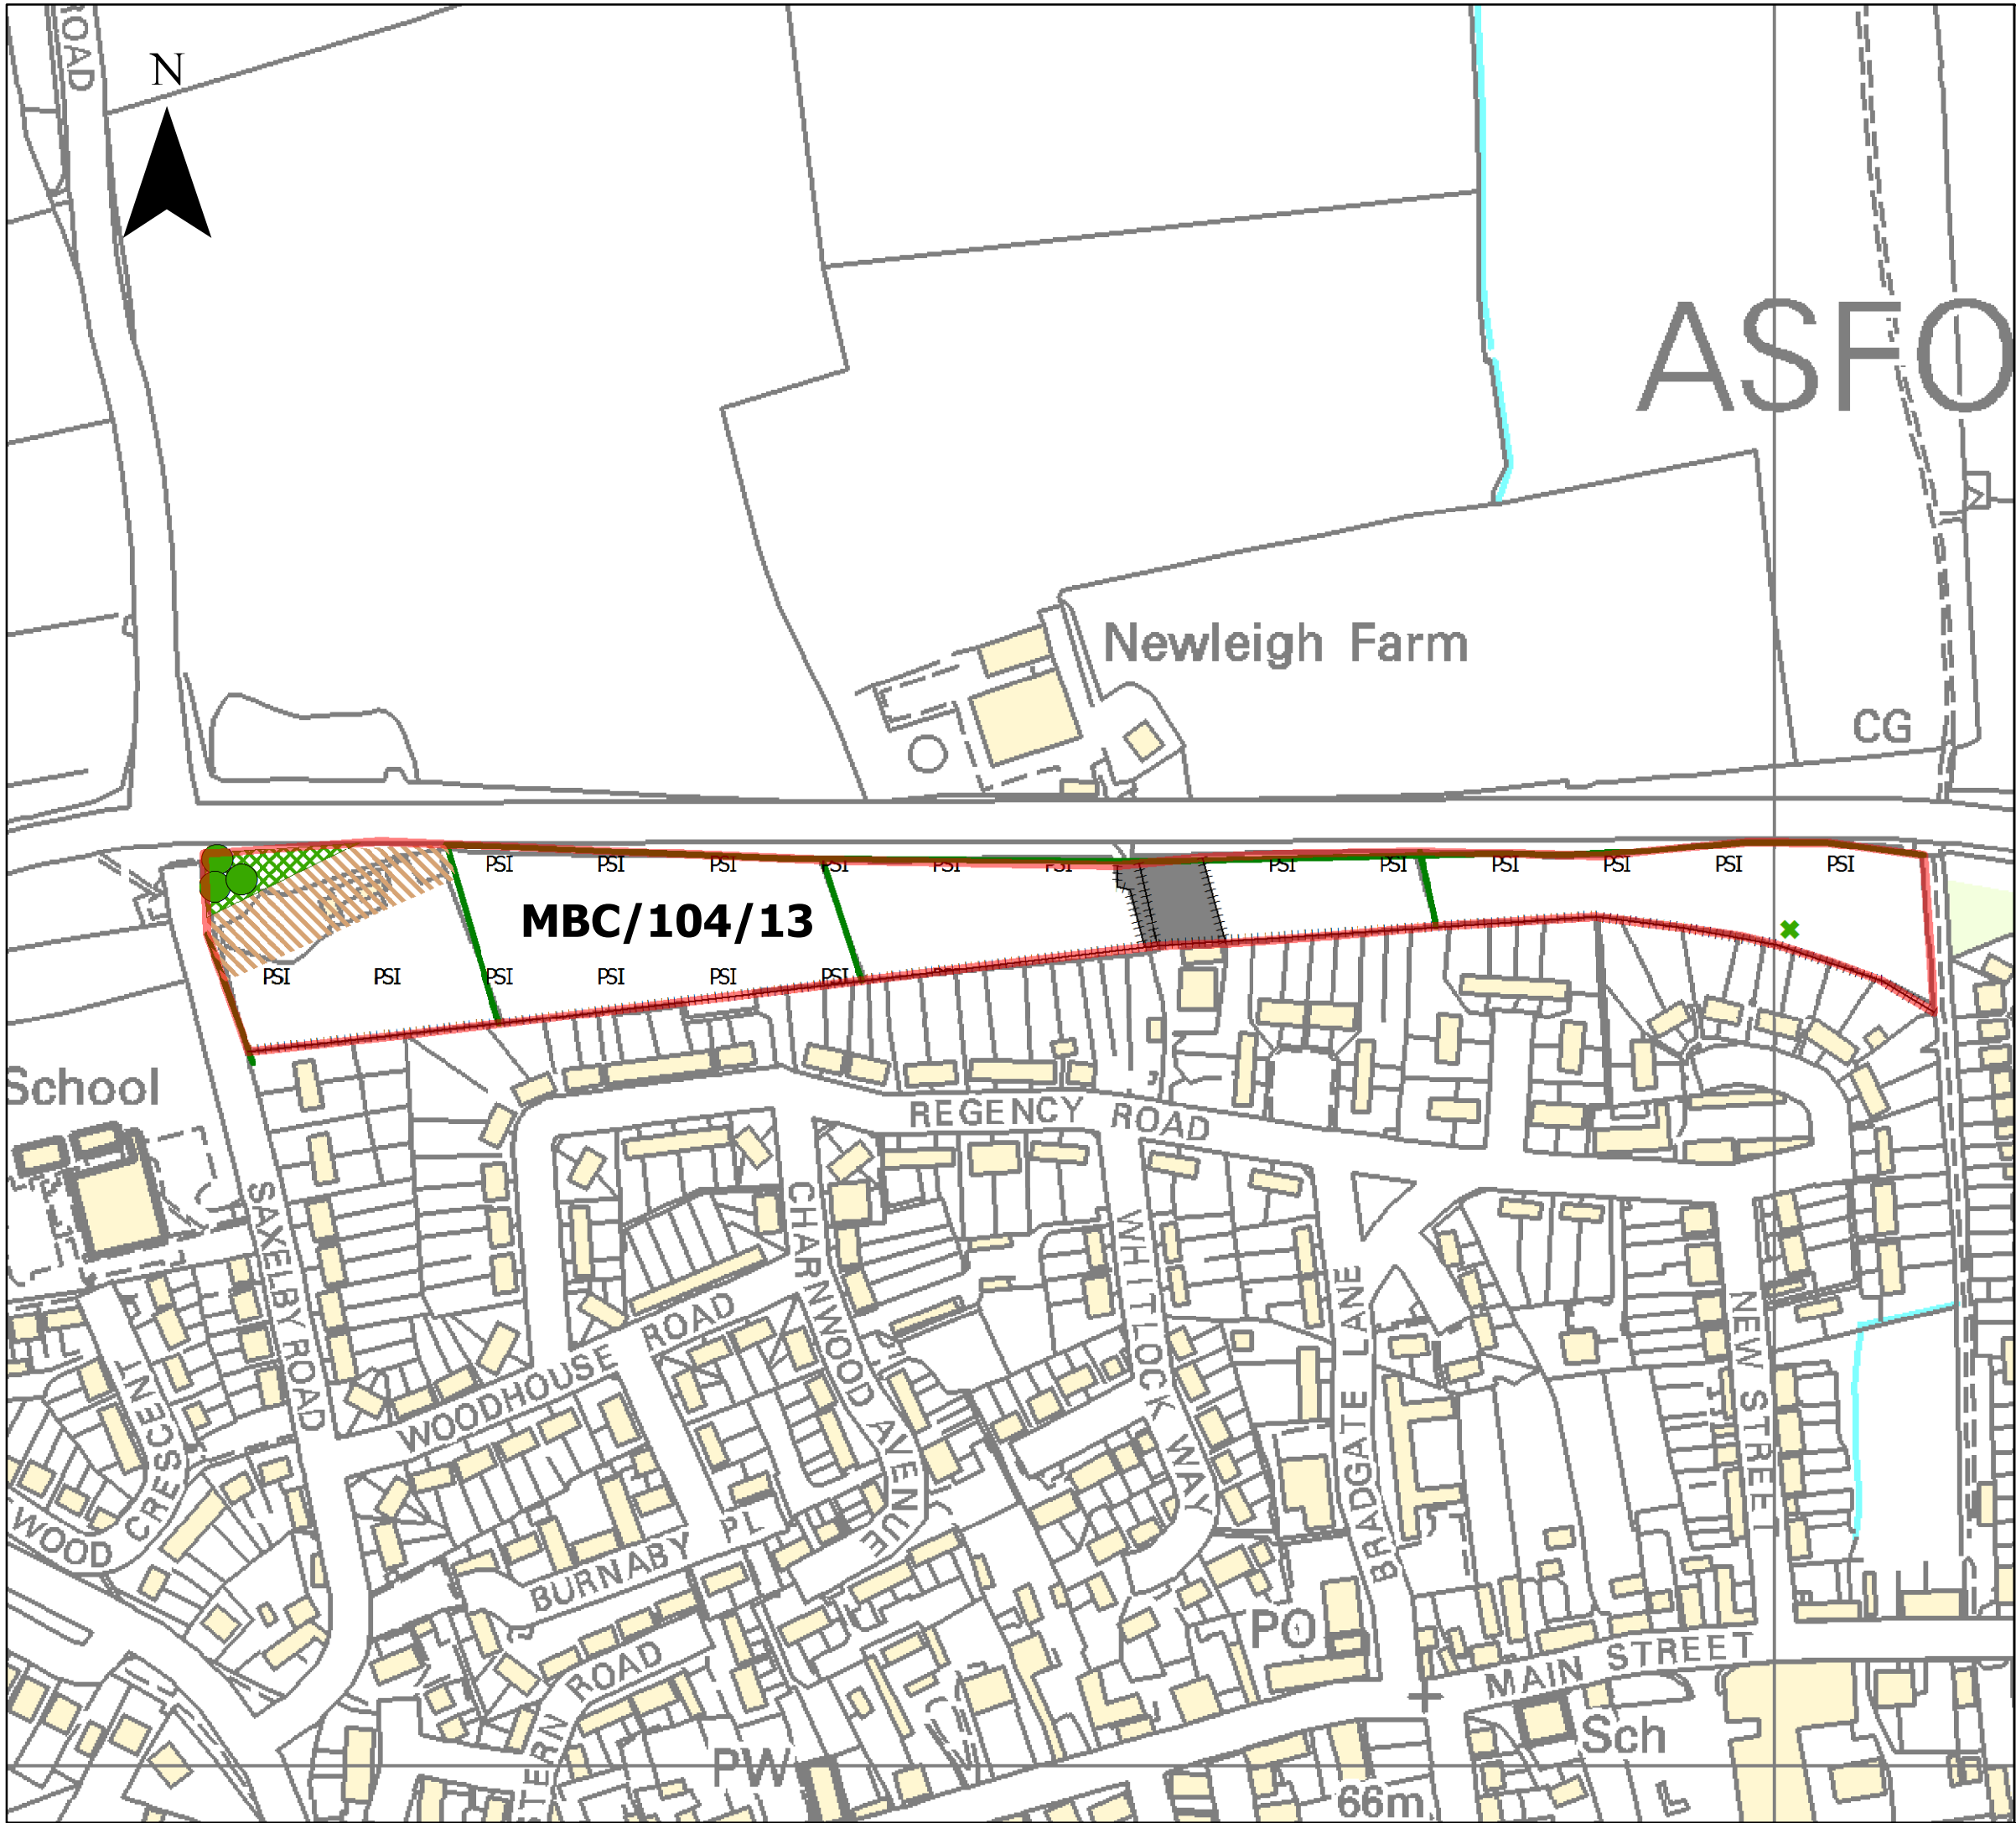 ROAD
N
ASFO
Newleigh Farm
CG
PSI PSI PSI PSI PSI PSI PSI PSI PSI PSI PSI PSI
MBC/104/13
PSI PSI PSI PSI PSI PSI PSI
School
REGENCY ROAD
SAXELBY ROAD
CHARNWOOD AVENUE
WHITLOCK WAY
BRADGATE LANE
NEW STREET
WOODHOUSE ROAD
WOOD CRESCENT
BURNABY PL
PO
STERN ROAD
MAIN STREET
Sch
PW
66m